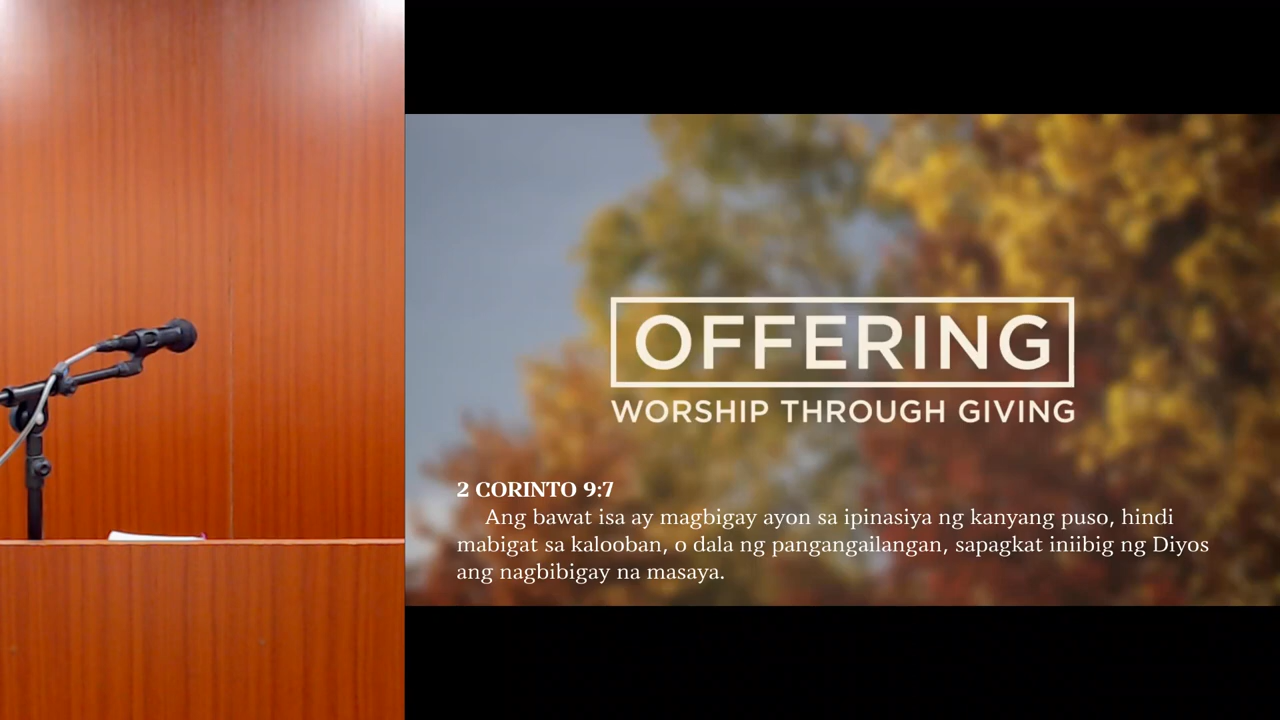 OFFERING
WORSHIP THROUGH GIVING
2 CORINTO 9:7
Ang bawat isa ay magbigay ayon sa ipinasiya ng kanyang puso, hindi
mabigat sa kalooban, o dala ng pangangailangan, sapagkat iniibig ng Diyos
ang nagbibigay na masaya.